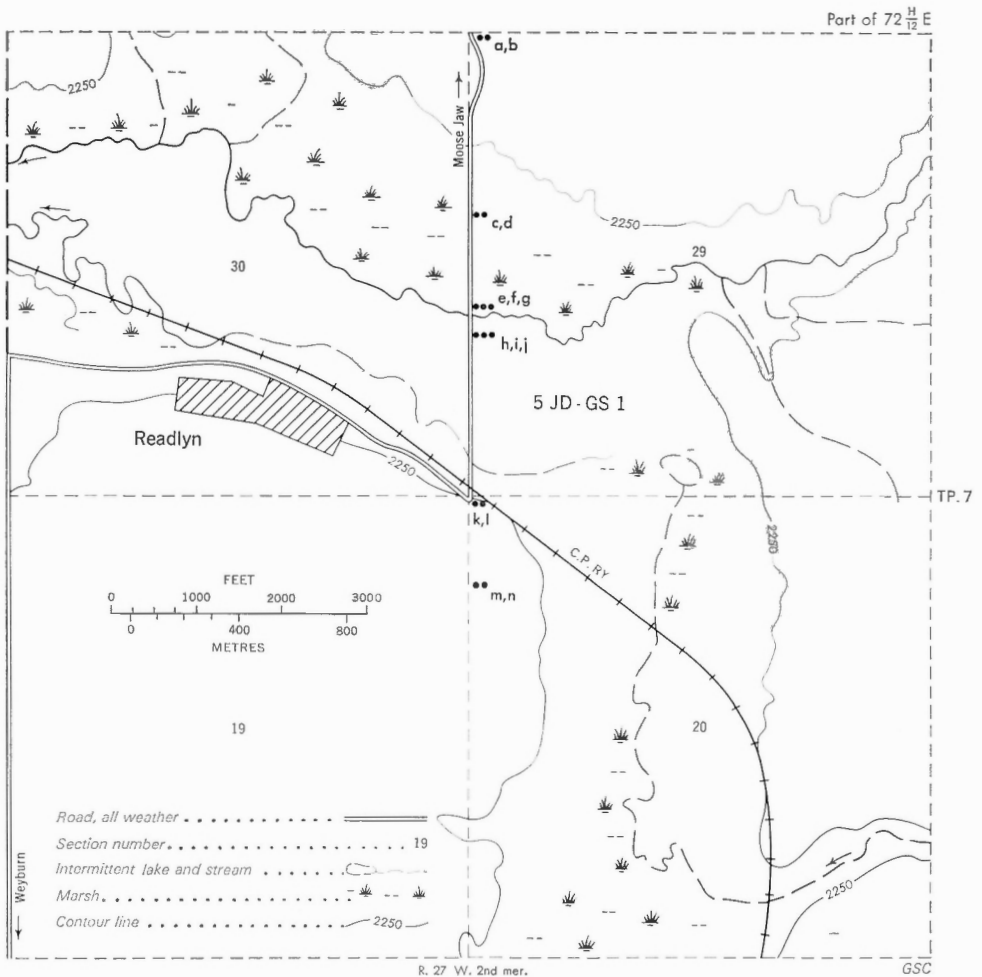 Part of 72 H/12 E
a,b
2250
Moose Jaw
c,d
2250
29
30
e,f,g
h,i,j
5 JD - GS 1
Readlyn
2250
TP. 7
k,l
2250
C.P. RY
FEET
0 1000 2000 3000
0 400 800
METRES
m,n
19
20
Road, all weather
Section number 19
Intermittent lake and stream
Marsh
Contour line 2250
Weyburn
2250
R. 27 W. 2nd mer.
GSC